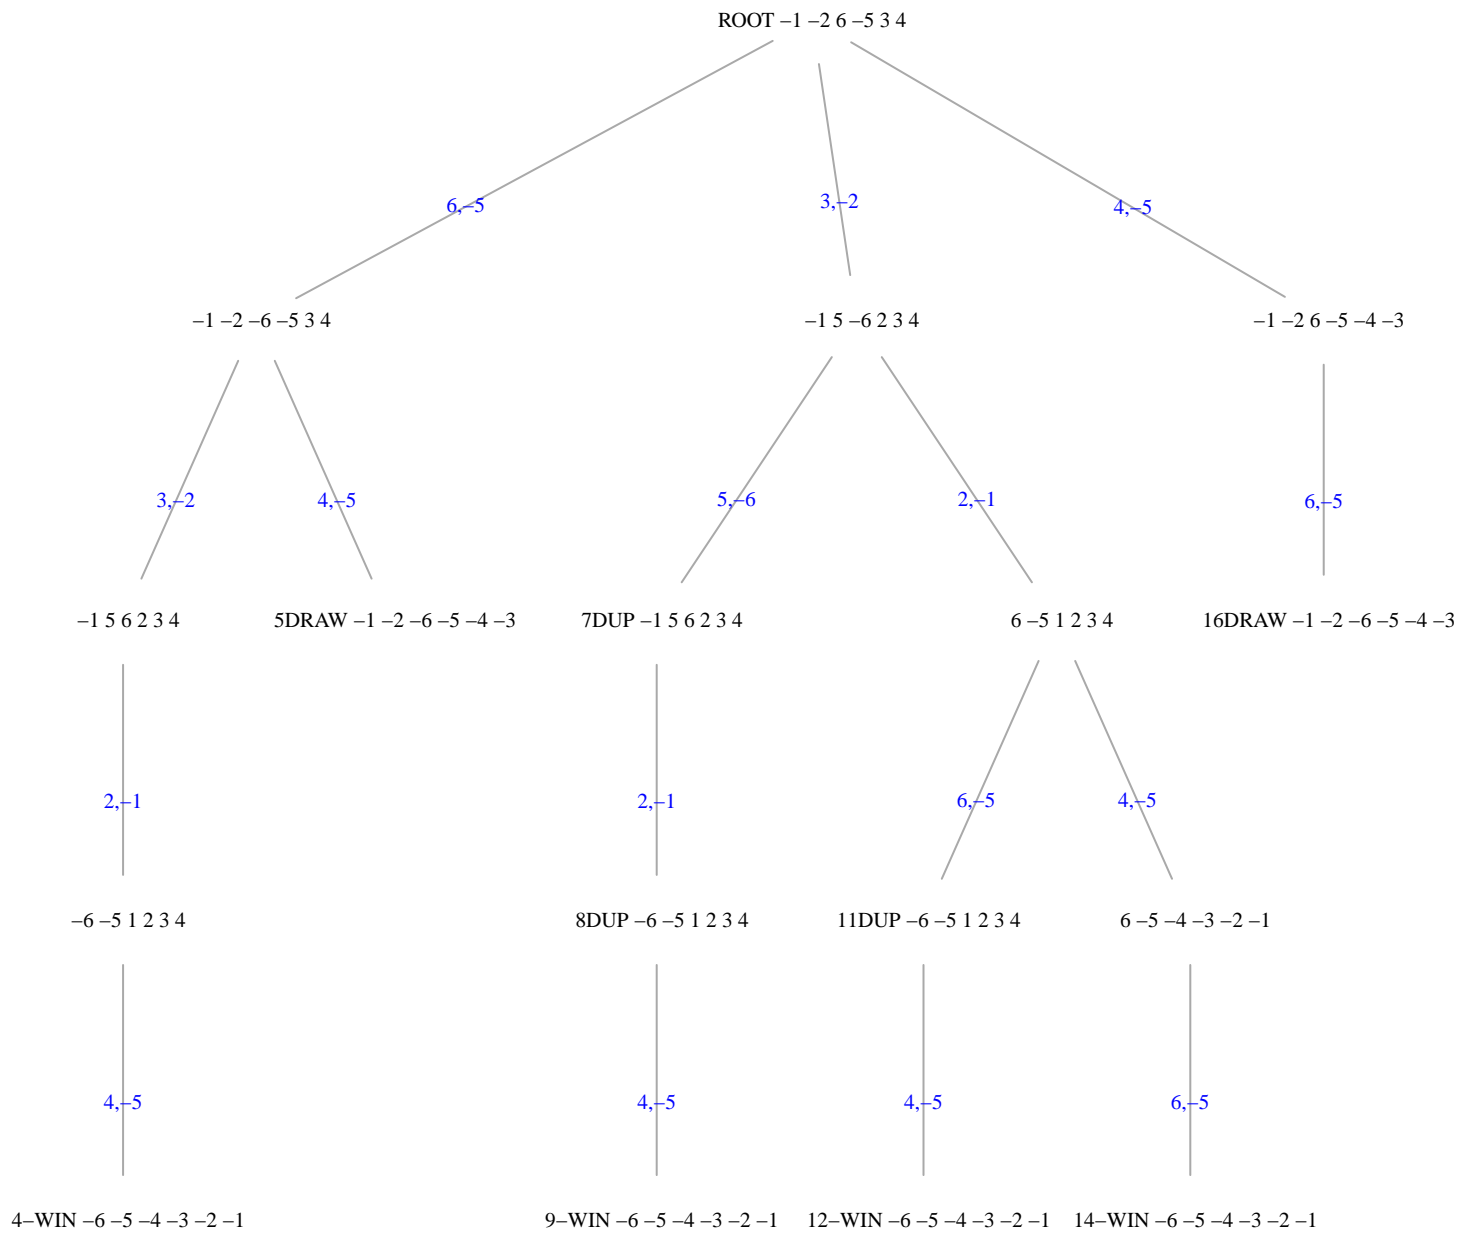 ROOT –1 –2 6 –5 3 4
6,–5
3,–2
4,–5
–1 –2 –6 –5 3 4
–1 5 –6 2 3 4
–1 –2 6 –5 –4 –3
3,–2
4,–5
5,–6
2,–1
6,–5
–1 5 6 2 3 4
5DRAW –1 –2 –6 –5 –4 –3
7DUP –1 5 6 2 3 4
6 –5 1 2 3 4
16DRAW –1 –2 –6 –5 –4 –3
2,–1
2,–1
6,–5
4,–5
–6 –5 1 2 3 4
8DUP –6 –5 1 2 3 4
11DUP –6 –5 1 2 3 4
6 –5 –4 –3 –2 –1
4,–5
4,–5
4,–5
6,–5
4–WIN –6 –5 –4 –3 –2 –1
9–WIN –6 –5 –4 –3 –2 –1
12–WIN –6 –5 –4 –3 –2 –1
14–WIN –6 –5 –4 –3 –2 –1